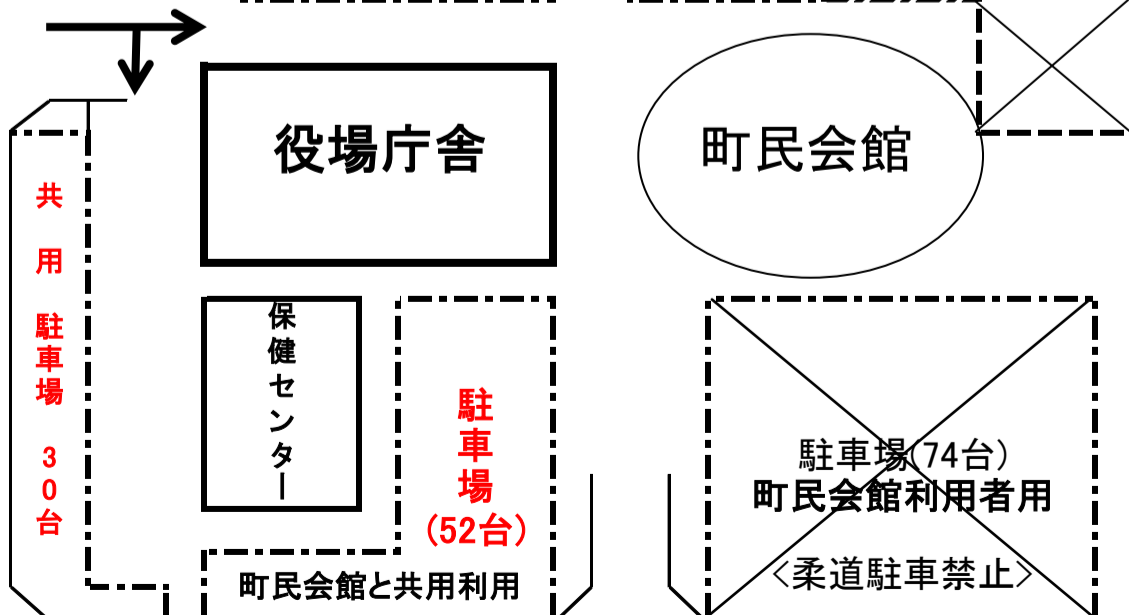 役場庁舎
町民会館
共用駐車場 30台
保健センター
駐車場
(52台)
町民会館と共用利用
駐車場(74台)
町民会館利用者用
<柔道駐車禁止>